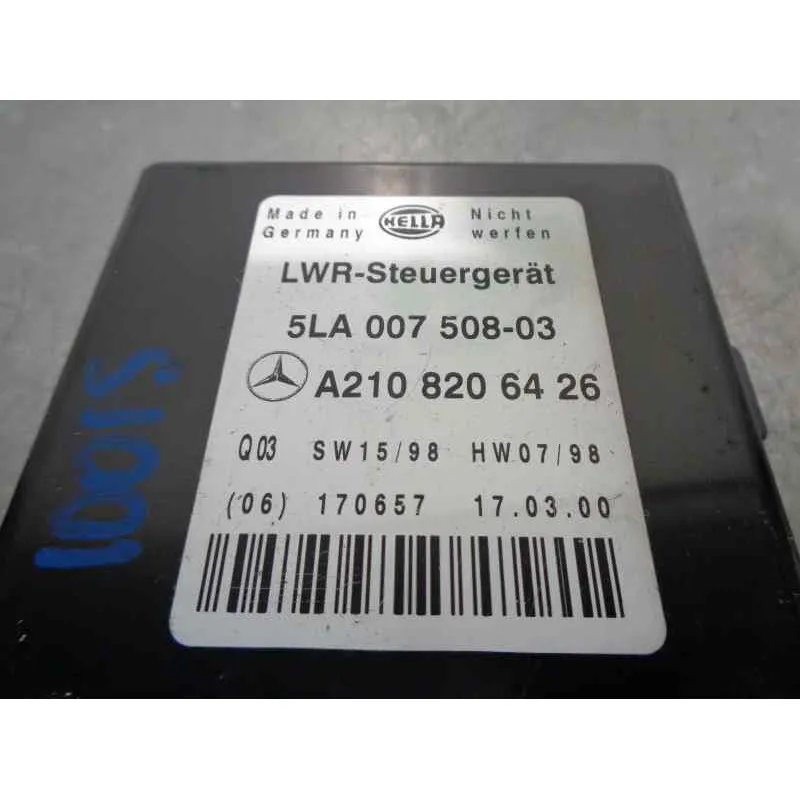 Made in Germany
HELLA
Nicht werfen
LWR-Steuergerät
5LA 007 508-03
A210 820 64 26
Q03 SW15/98 HW07/98
(06) 170657 17.03.00